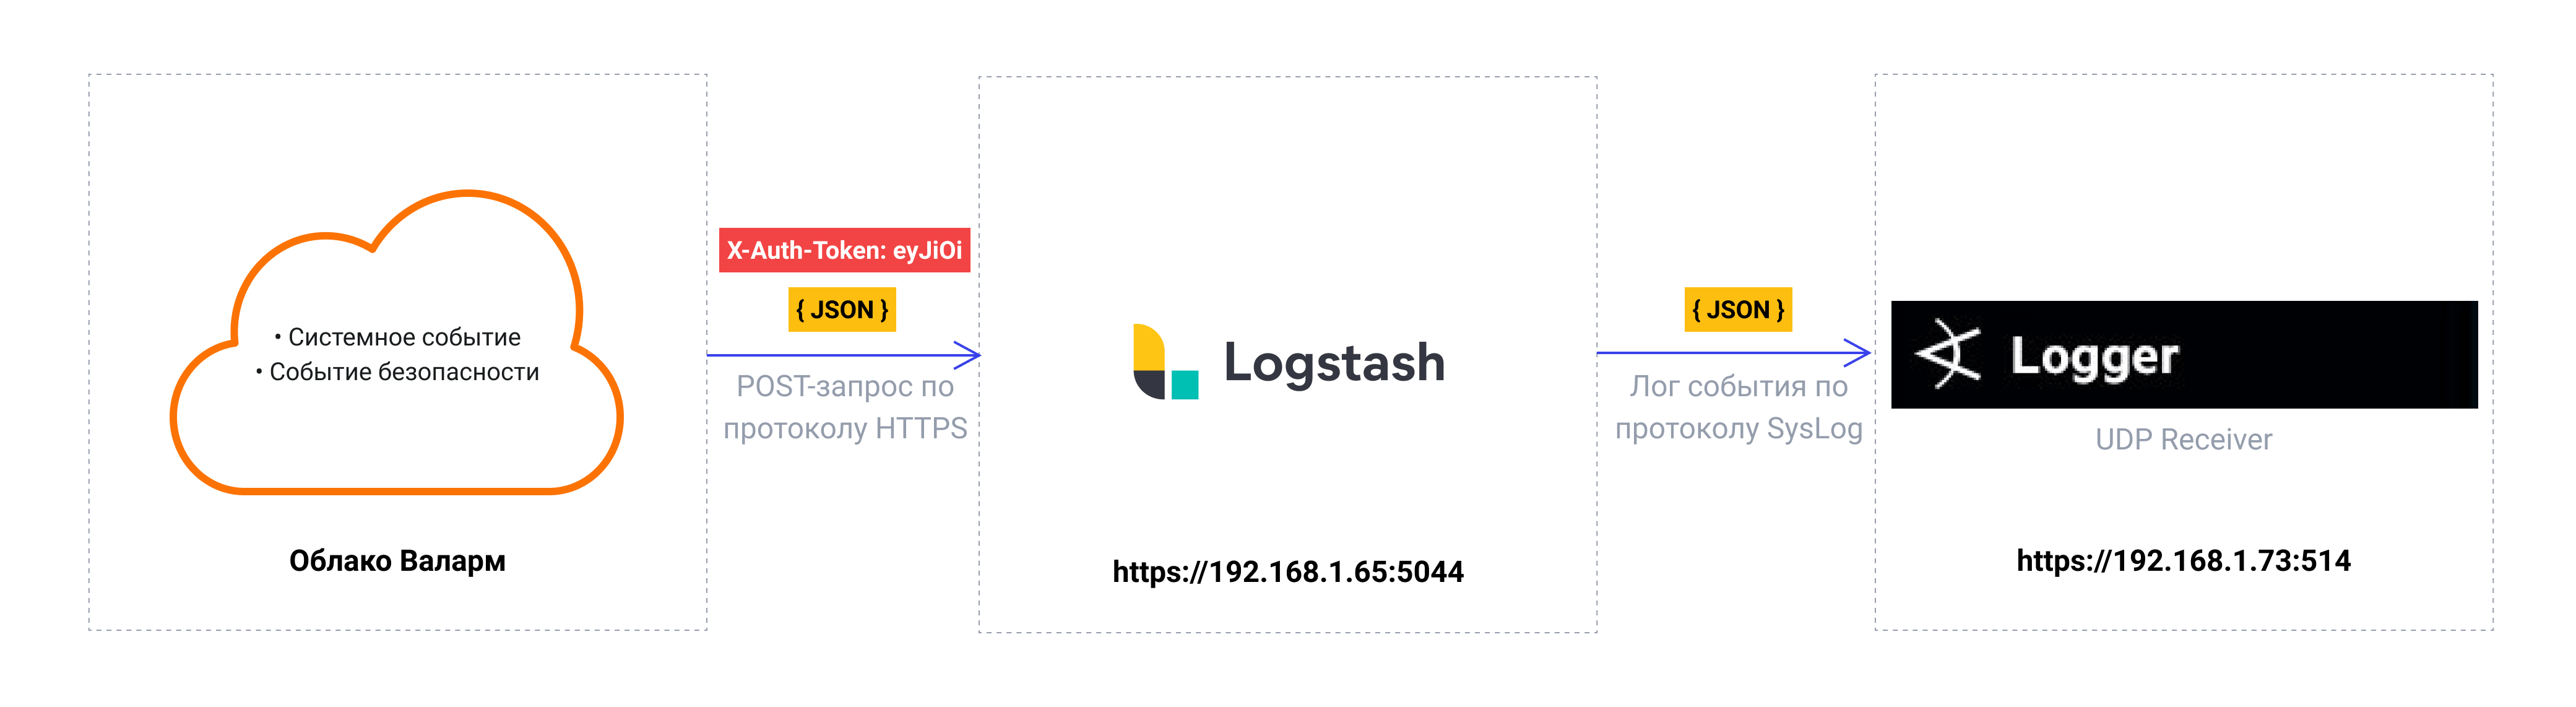 • Системное событие
• Событие безопасности
Облако Валарм
X-Auth-Token: eyJiOi
{ JSON }
POST-запрос по
протоколу HTTPS
Logstash
https://192.168.1.65:5044
{ JSON }
Лог события по
протоколу SysLog
Logger
UDP Receiver
https://192.168.1.73:514